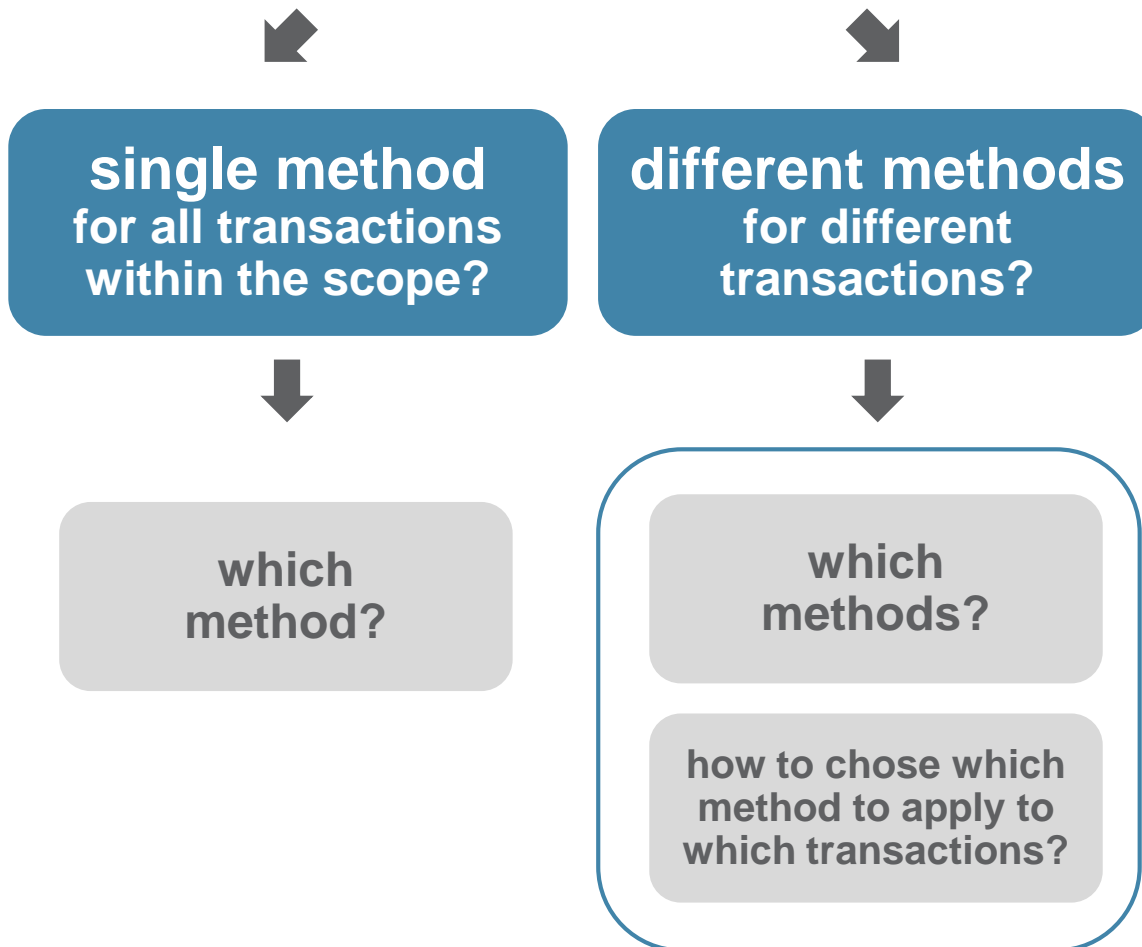 single method
for all transactions
within the scope?
different methods
for different
transactions?
which
method?
which
methods?
how to chose which
method to apply to
which transactions?